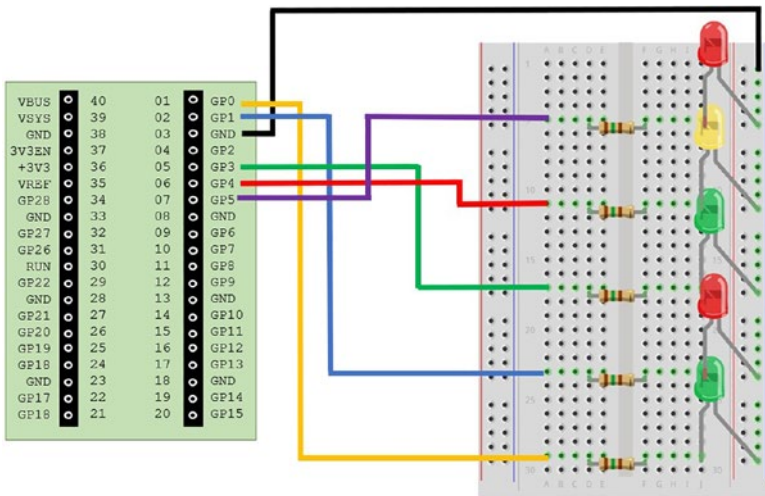 VBUS 40 01 GP0
VSYS 39 02 GP1
GND 38 03 GND
3V3EN 37 04 GP2
+3V3 36 05 GP3
VREF 35 06 GP4
GP28 34 07 GP5
GND 33 08 GND
GP27 32 09 GP6
GP26 31 10 GP7
RUN 30 11 GP8
GP22 29 12 GP9
GND 28 13 GND
GP21 27 14 GP10
GP20 26 15 GP11
GP19 25 16 GP12
GP18 24 17 GP13
GND 23 18 GND
GP17 22 19 GP14
GP18 21 20 GP15
A B C D E F G H I
1
10
15
20
25
30 30
A B C D E F G H I J